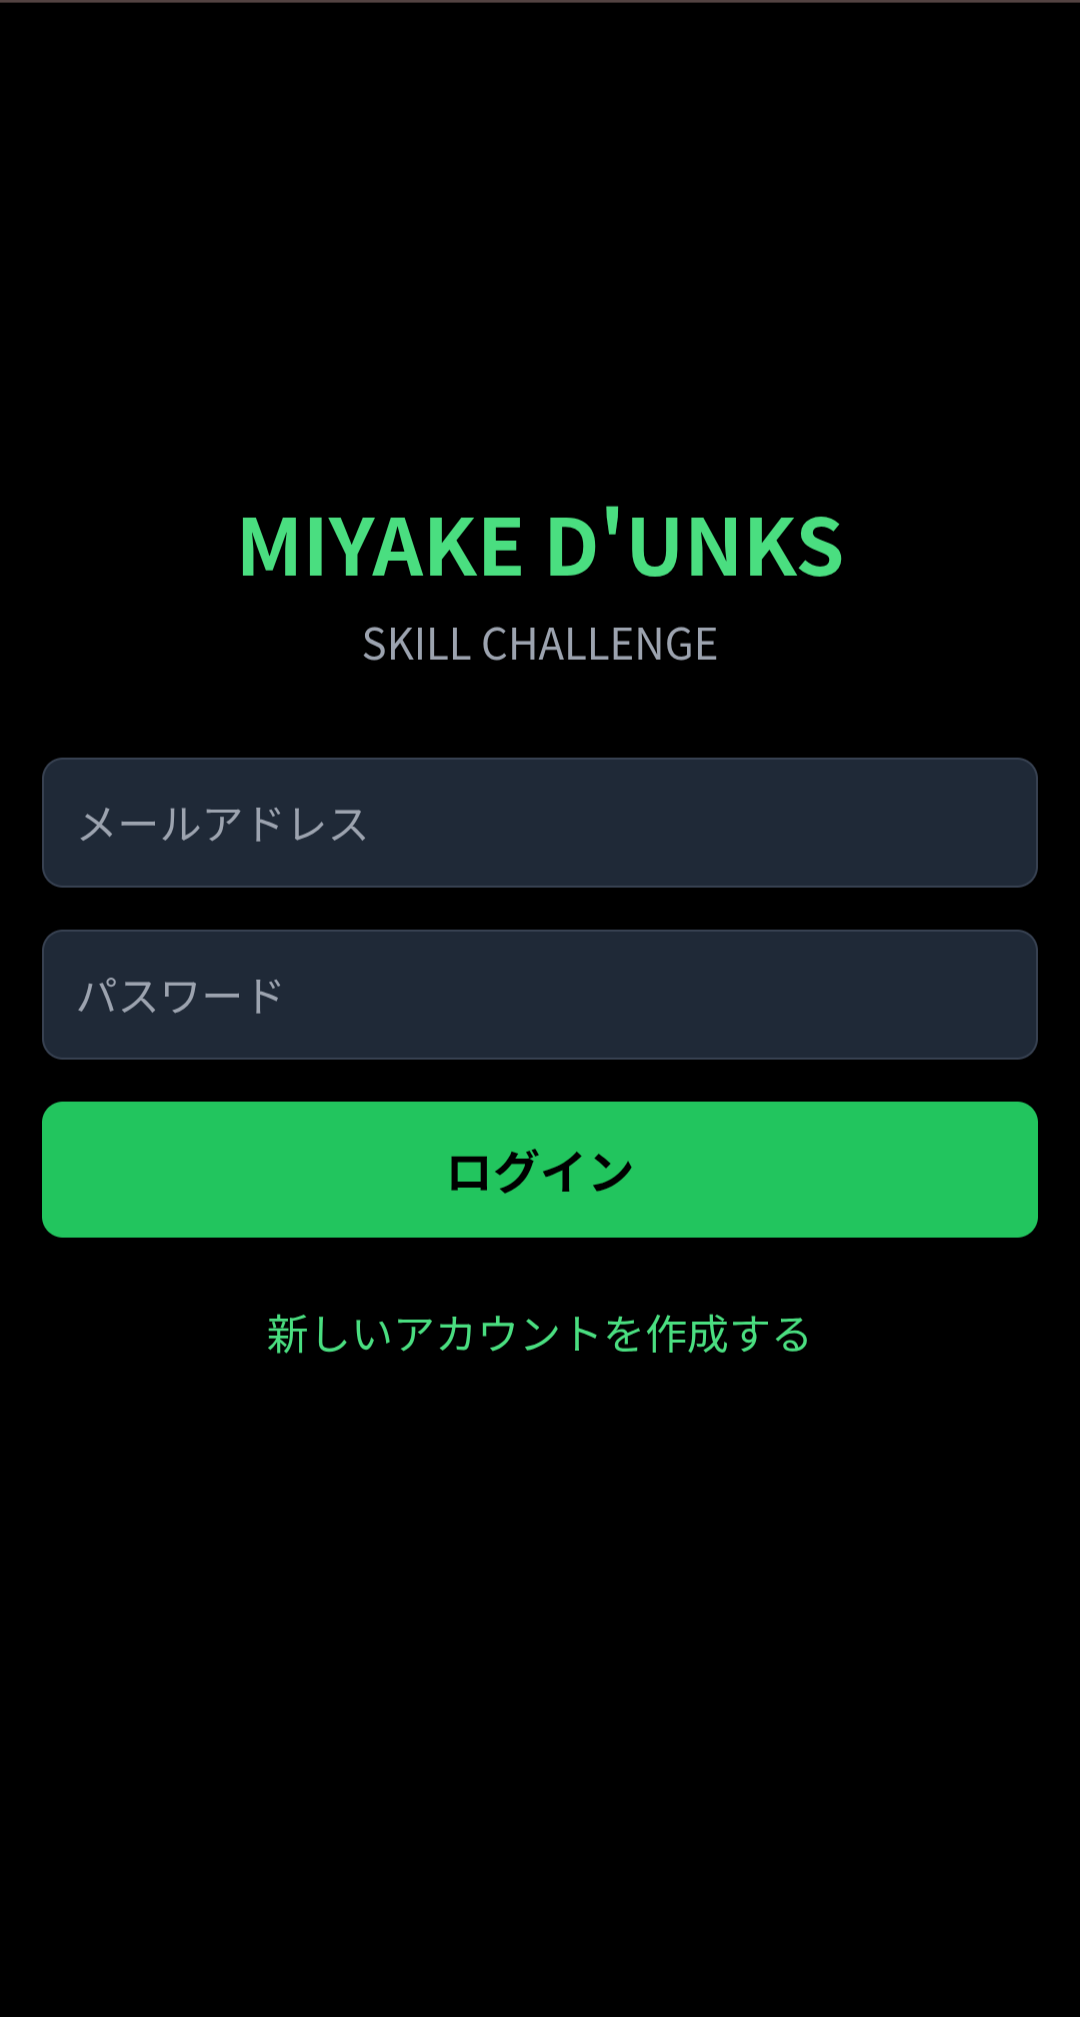 MIYAKE D'UNKS
SKILL CHALLENGE
メールアドレス
パスワード
ログイン
新しいアカウントを作成する